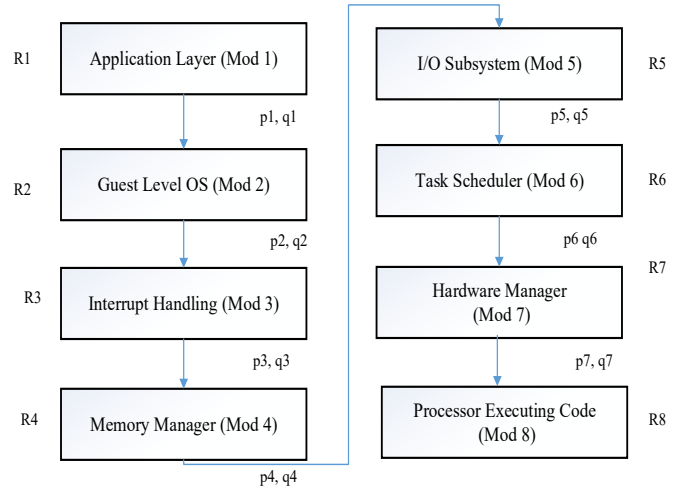 R1
Application Layer (Mod 1)
p1, q1
R2
Guest Level OS (Mod 2)
p2, q2
R3
Interrupt Handling (Mod 3)
p3, q3
R4
Memory Manager (Mod 4)
p4, q4
I/O Subsystem (Mod 5)
R5
p5, q5
Task Scheduler (Mod 6)
R6
p6 q6
R7
Hardware Manager
(Mod 7)
p7, q7
Processor Executing Code
(Mod 8)
R8